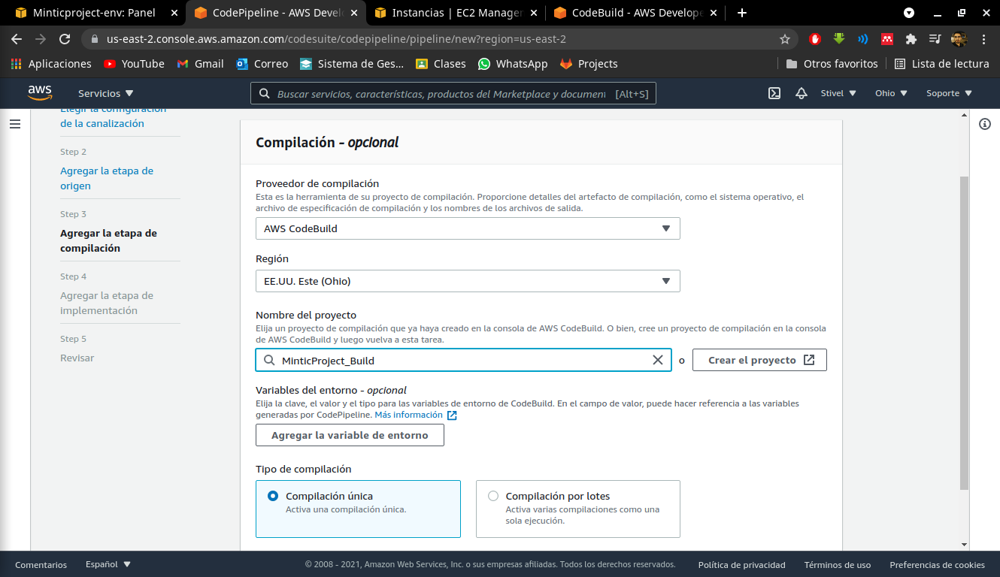 Minticproject-env: Panel
CodePipeline - AWS Develo
Instancias | EC2 Manager
CodeBuild - AWS Develope
us-east-2.console.aws.amazon.com/codesuite/codepipeline/pipeline/new?region=us-east-2
Aplicaciones
YouTube
Gmail
Correo
Sistema de Ges...
Clases
WhatsApp
Projects
Otros favoritos
Lista de lectura
aws
Servicios
Buscar servicios, características, productos del Marketplace y document
[Alt+S]
Stivel
Ohio
Soporte
Elegir la configuración
de la canalización
Step 2
Agregar la etapa de
origen
Step 3
Agregar la etapa de
compilación
Step 4
Agregar la etapa de
implementación
Step 5
Revisar
Compilación - opcional
Proveedor de compilación
Esta es la herramienta de su proyecto de compilación. Proporcione detalles del artefacto de compilación, como el sistema operativo, el
archivo de especificación de compilación y los nombres de los archivos de salida.
AWS CodeBuild
Región
EE.UU. Este (Ohio)
Nombre del proyecto
Elija un proyecto de compilación que ya haya creado en la consola de AWS CodeBuild. O bien, cree un proyecto de compilación en la consola
de AWS CodeBuild y luego vuelva a esta tarea.
MinticProject_Build
o
Crear el proyecto
Variables del entorno - opcional
Elija la clave, el valor y el tipo para las variables de entorno de CodeBuild. En el campo de valor, puede hacer referencia a las variables
generadas por CodePipeline. Más información
Agregar la variable de entorno
Tipo de compilación
Compilación única
Activa una compilación única.
Compilación por lotes
Activa varias compilaciones como una
sola ejecución.
Comentarios
Español
© 2008 - 2021, Amazon Web Services, Inc. o sus empresas afiliadas. Todos los derechos reservados.
Política de privacidad
Términos de uso
Preferencias de cookies